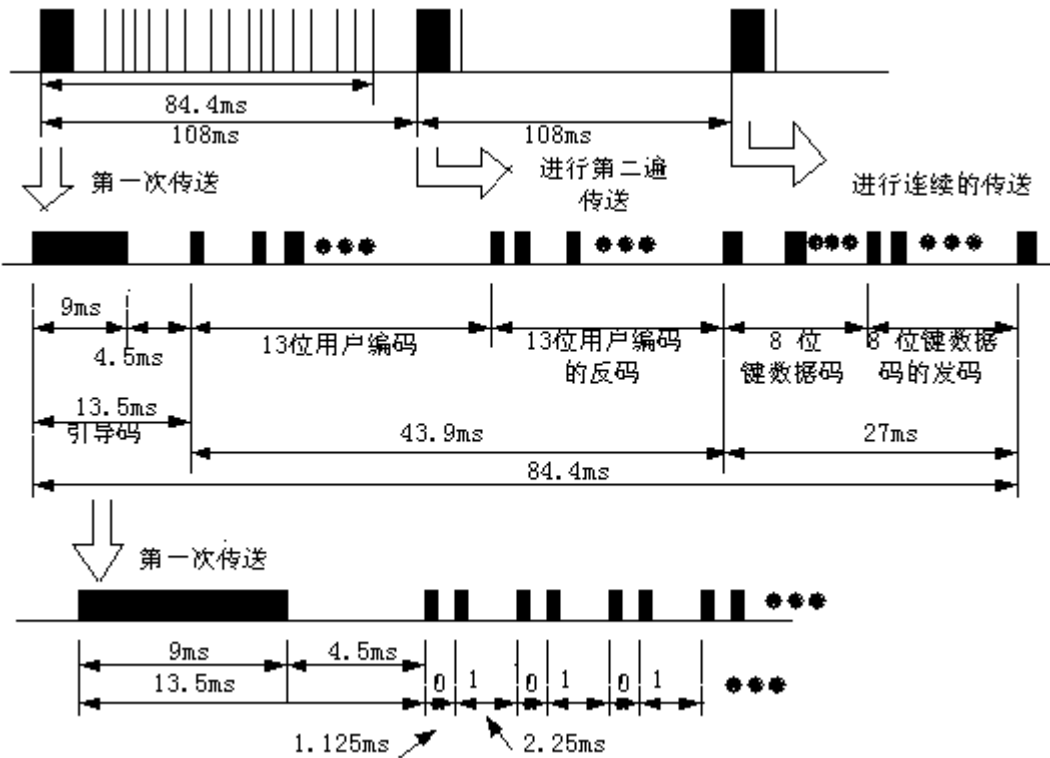 84.4ms
108ms
108ms
第一次传送
进行第二遍
传送
进行连续的传送
9ms
4.5ms
13位用户编码
13位用户编码
的反码
8 位
键数据码
8 位键数据
码的发码
13.5ms
引导码
43.9ms
27ms
84.4ms
第一次传送
9ms
4.5ms
13.5ms
0 1 0 1 0 1
1.125ms
2.25ms